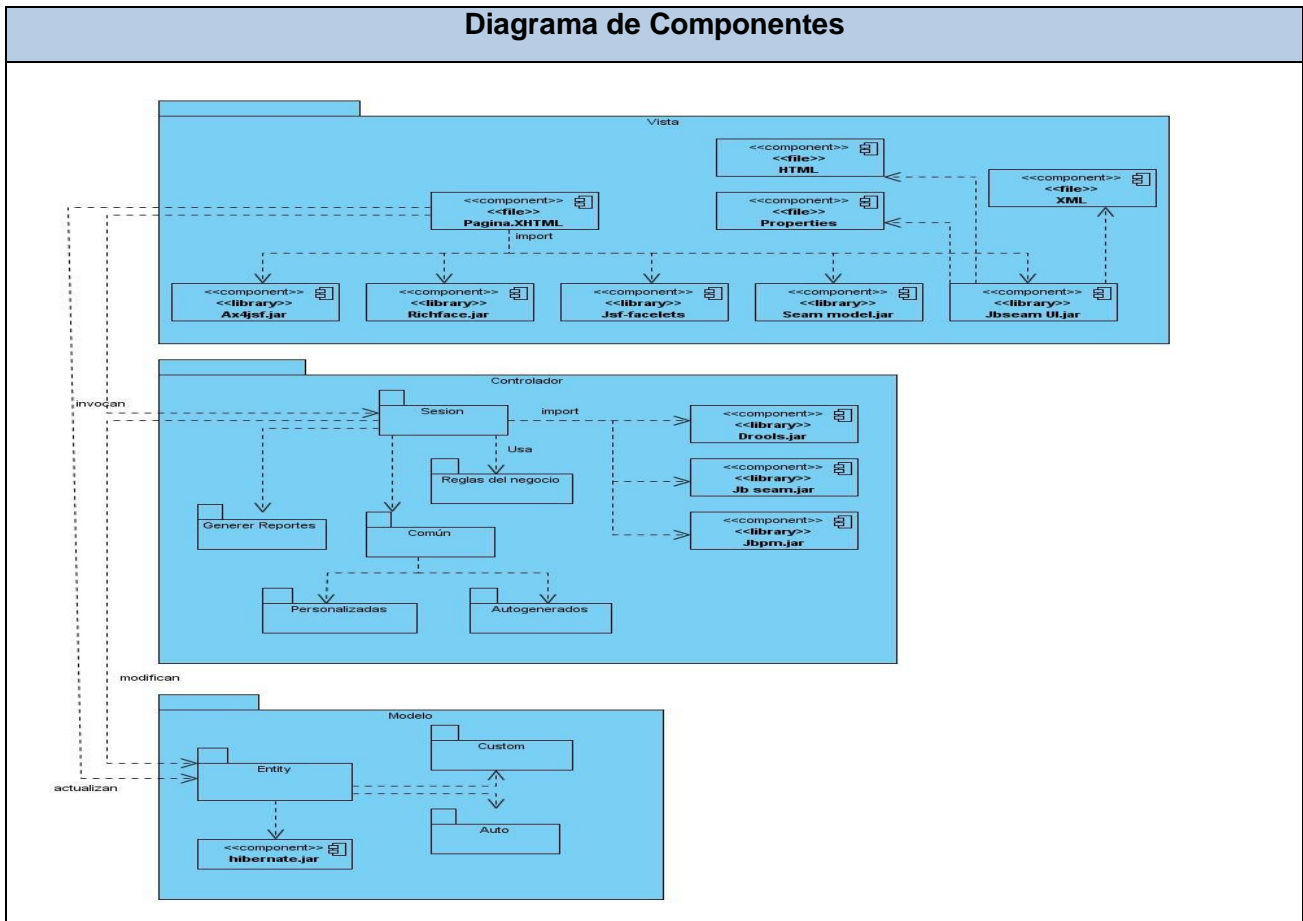 Diagrama de Componentes
Vista
<<component>>
<<file>>
HTML
<<component>>
<<file>>
XML
<<component>>
<<file>>
Pagina.XHTML
<<component>>
<<file>>
Properties
import
<<component>>
<<library>>
Ax4jsf.jar
<<component>>
<<library>>
Richface.jar
<<component>>
<<library>>
Jsf-facelets
<<component>>
<<library>>
Seam model.jar
<<component>>
<<library>>
Jbseam UI.jar
Controlador
invocan
Sesion
import
<<component>>
<<library>>
Drools.jar
Usa
Reglas del negocio
<<component>>
<<library>>
Jb seam.jar
Generer Reportes
Común
<<component>>
<<library>>
Jbpm.jar
Personalizadas
Autogenerados
modifican
Modelo
Custom
Entity
actualizan
Auto
<<component>>
hibernate.jar